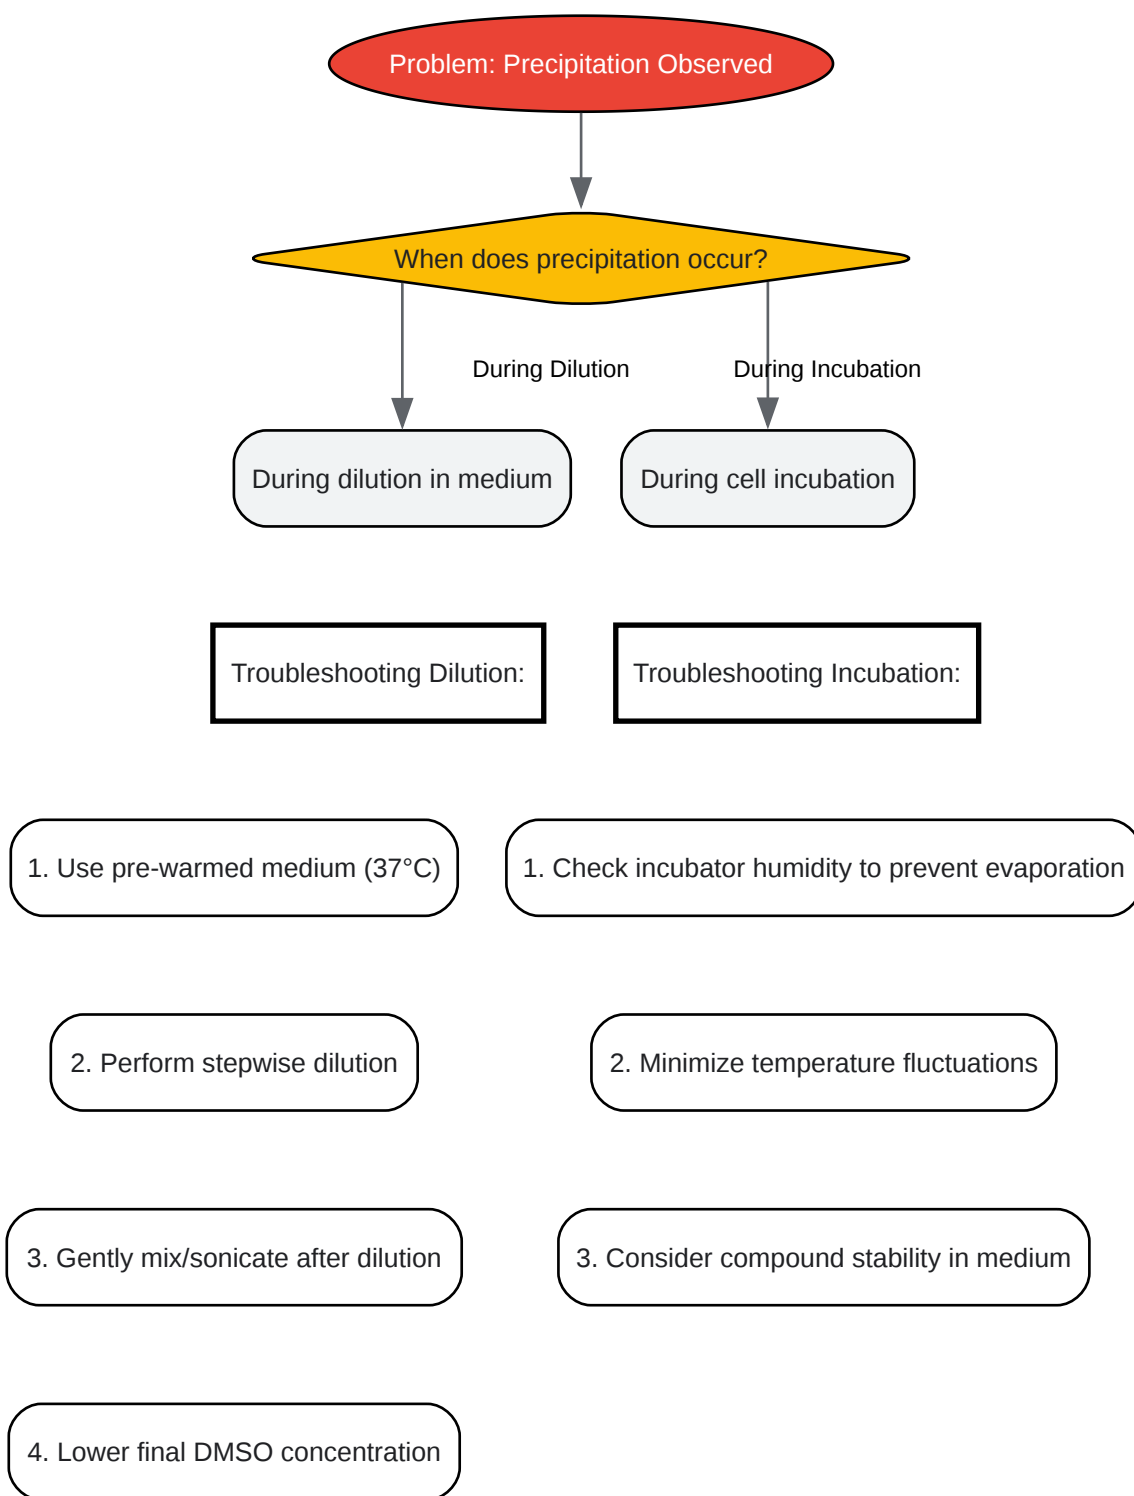 Problem: Precipitation Observed
When does precipitation occur?
During Dilution
During Incubation
During dilution in medium
During cell incubation
Troubleshooting Dilution:
Troubleshooting Incubation:
1. Use pre-warmed medium (37°C)
1. Check incubator humidity to prevent evaporation
2. Perform stepwise dilution
2. Minimize temperature fluctuations
3. Gently mix/sonicate after dilution
3. Consider compound stability in medium
4. Lower final DMSO concentration